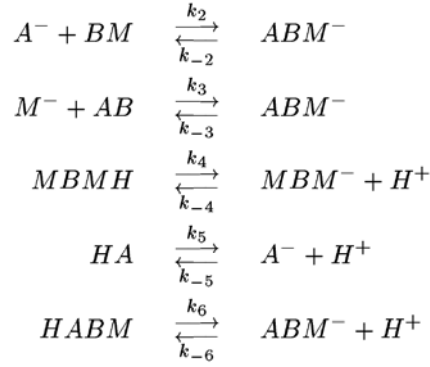 A⁻ + BM k₂ ⇌ k₋₂ ABM⁻
M⁻ + AB k₃ ⇌ k₋₃ ABM⁻
MBMH k₄ ⇌ k₋₄ MBM⁻ + H⁺
HA k₅ ⇌ k₋₅ A⁻ + H⁺
HABM k₆ ⇌ k₋₆ ABM⁻ + H⁺